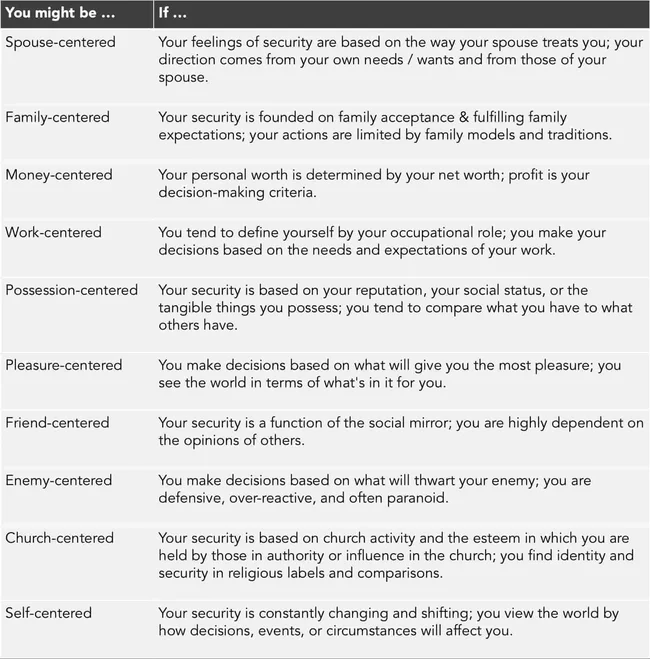 You might be … If …
Spouse-centered Your feelings of security are based on the way your spouse treats you; your
direction comes from your own needs / wants and from those of your
spouse.
Family-centered Your security is founded on family acceptance & fulfilling family
expectations; your actions are limited by family models and traditions.
Money-centered Your personal worth is determined by your net worth; profit is your
decision-making criteria.
Work-centered You tend to define yourself by your occupational role; you make your
decisions based on the needs and expectations of your work.
Possession-centered Your security is based on your reputation, your social status, or the
tangible things you possess; you tend to compare what you have to what
others have.
Pleasure-centered You make decisions based on what will give you the most pleasure; you
see the world in terms of what's in it for you.
Friend-centered Your security is a function of the social mirror; you are highly dependent on
the opinions of others.
Enemy-centered You make decisions based on what will thwart your enemy; you are
defensive, over-reactive, and often paranoid.
Church-centered Your security is based on church activity and the esteem in which you are
held by those in authority or influence in the church; you find identity and
security in religious labels and comparisons.
Self-centered Your security is constantly changing and shifting; you view the world by
how decisions, events, or circumstances will affect you.